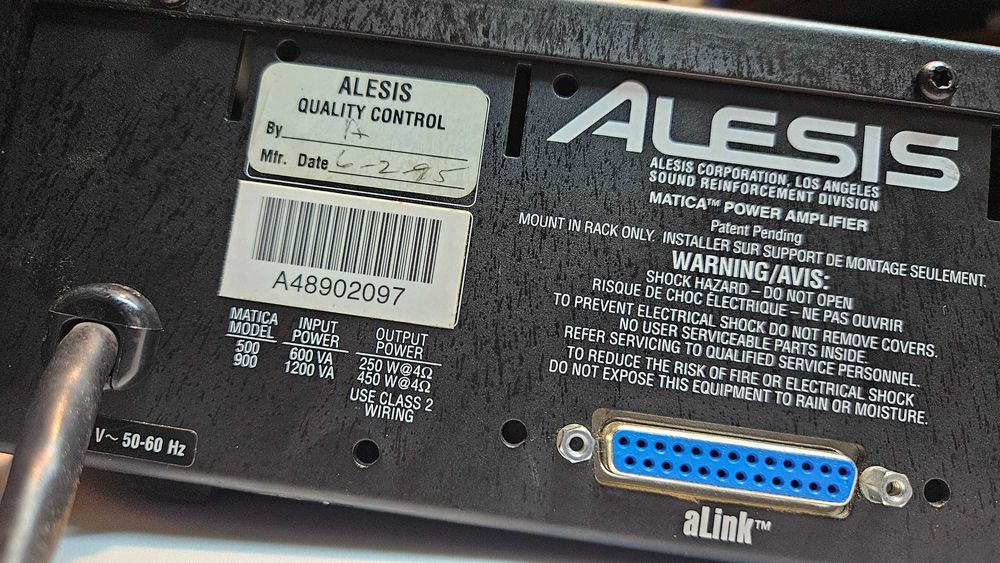 ALESIS
QUALITY CONTROL
By
Mfr. Date 6-2-95
A48902097
MATICA MODEL INPUT POWER OUTPUT POWER
500 600 VA 250 W@4Ω
900 1200 VA 450 W@4Ω
USE CLASS 2
WIRING
V~ 50-60 Hz
ALESIS
ALESIS CORPORATION, LOS ANGELES
SOUND REINFORCEMENT DIVISION
MATICA™ POWER AMPLIFIER
Patent Pending
MOUNT IN RACK ONLY. INSTALLER SUR SUPPORT DE MONTAGE SEULEMENT.
WARNING/AVIS:
SHOCK HAZARD – DO NOT OPEN
RISQUE DE CHOC ÉLECTRIQUE – NE PAS OUVRIR
TO PREVENT ELECTRICAL SHOCK DO NOT REMOVE COVERS.
NO USER SERVICEABLE PARTS INSIDE.
REFER SERVICING TO QUALIFIED SERVICE PERSONNEL.
TO REDUCE THE RISK OF FIRE OR ELECTRICAL SHOCK
DO NOT EXPOSE THIS EQUIPMENT TO RAIN OR MOISTURE.
aLink™